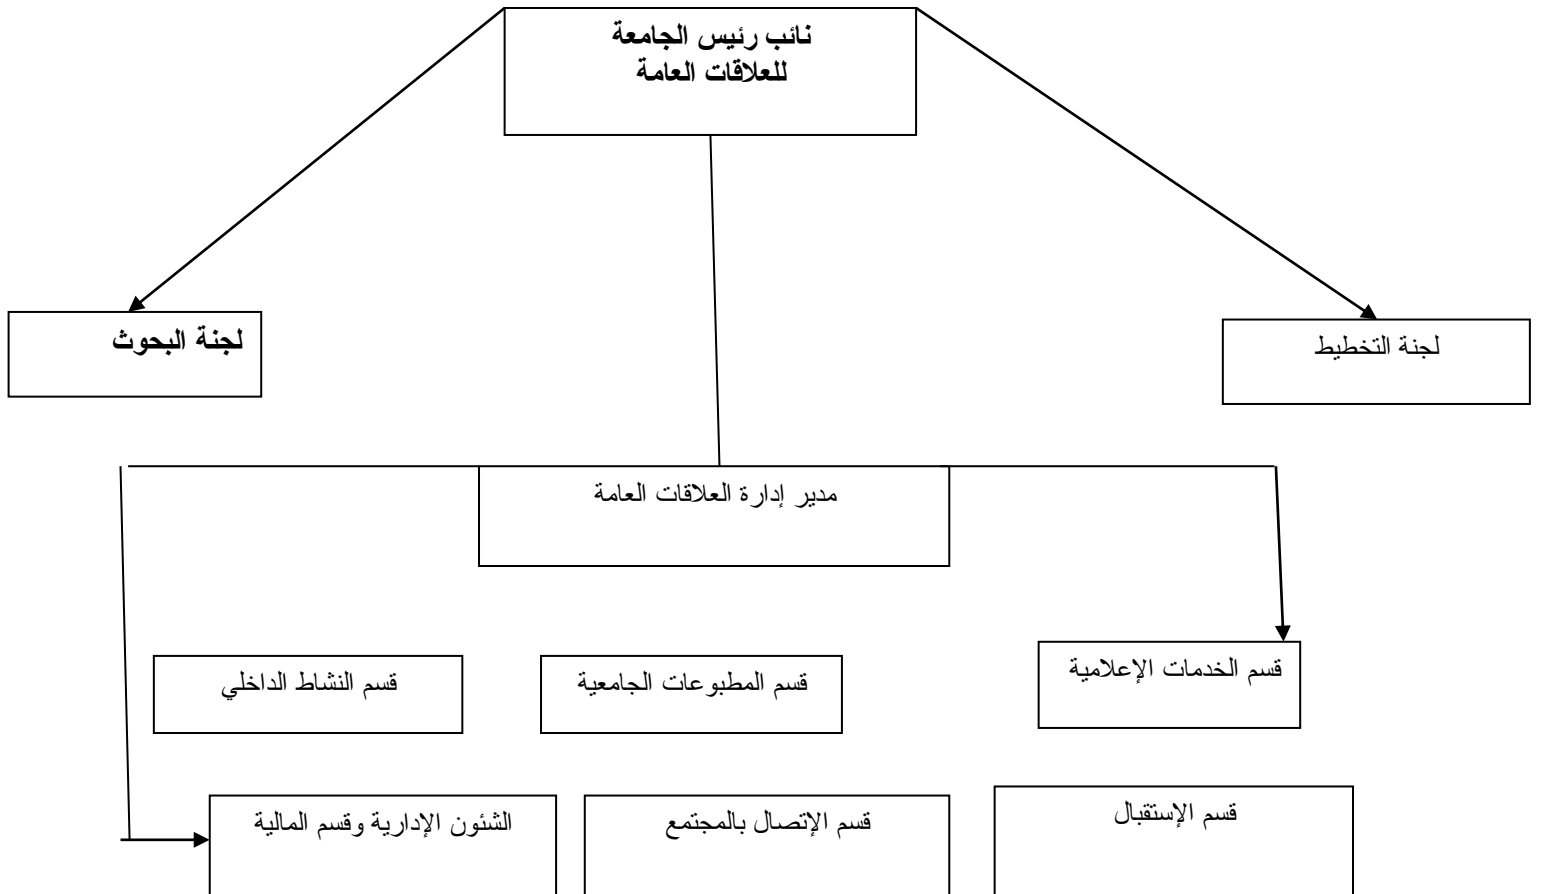 نائب رئيس الجامعة
للعلاقات العامة
لجنة التخطيط
لجنة البحوث
مدير إدارة العلاقات العامة
قسم الخدمات الإعلامية
قسم المطبوعات الجامعية
قسم النشاط الداخلي
قسم الإستقبال
قسم الإتصال بالمجتمع
الشئون الإدارية وقسم المالية